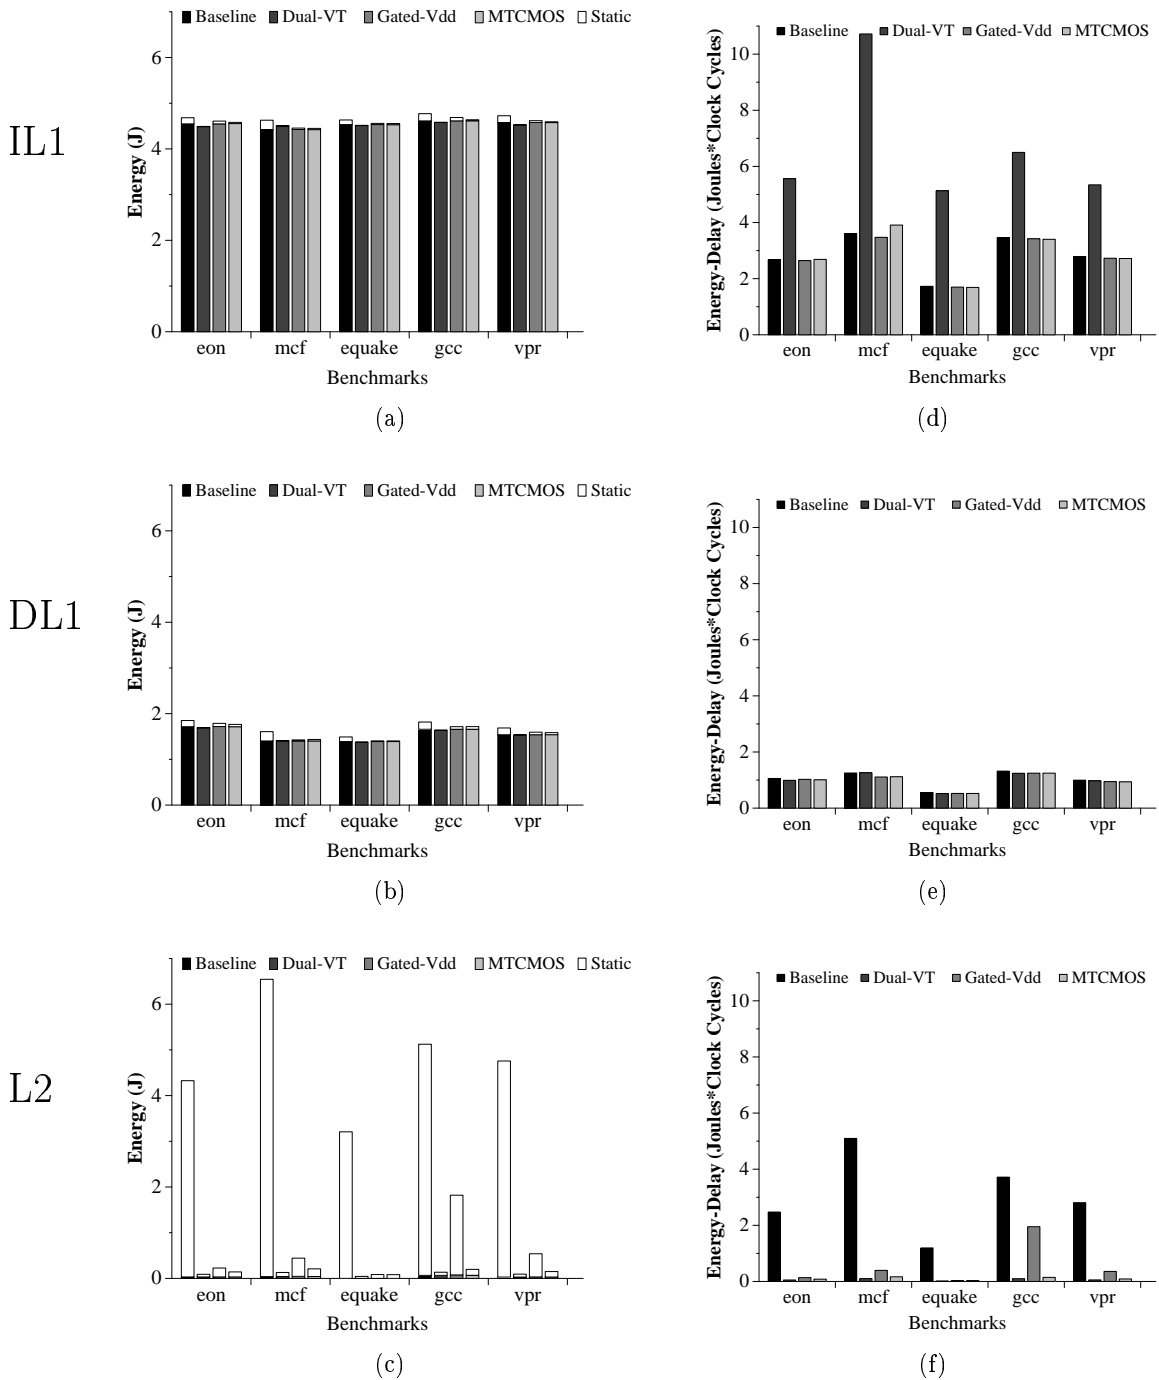 IL1
Baseline Dual-VT Gated-Vdd MTCMOS Static
Energy (J)
6
4
2
0
eon mcf equake gcc vpr
Benchmarks
(a)
Baseline Dual-VT Gated-Vdd MTCMOS
Energy-Delay (Joules*Clock Cycles)
10
8
6
4
2
0
eon mcf equake gcc vpr
Benchmarks
(d)
DL1
Baseline Dual-VT Gated-Vdd MTCMOS Static
Energy (J)
6
4
2
0
eon mcf equake gcc vpr
Benchmarks
(b)
Baseline Dual-VT Gated-Vdd MTCMOS
Energy-Delay (Joules*Clock Cycles)
10
8
6
4
2
0
eon mcf equake gcc vpr
Benchmarks
(e)
L2
Baseline Dual-VT Gated-Vdd MTCMOS Static
Energy (J)
6
4
2
0
eon mcf equake gcc vpr
Benchmarks
(c)
Baseline Dual-VT Gated-Vdd MTCMOS
Energy-Delay (Joules*Clock Cycles)
10
8
6
4
2
0
eon mcf equake gcc vpr
Benchmarks
(f)